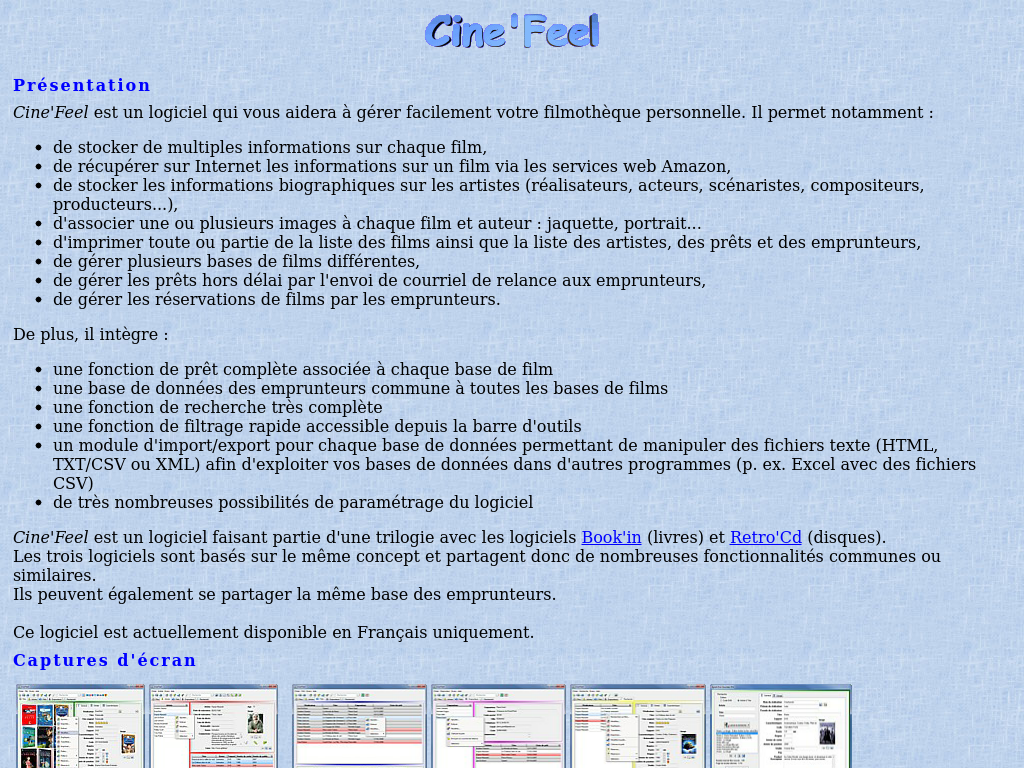 Cine'Feel
Présentation
Cine'Feel est un logiciel qui vous aidera à gérer facilement votre filmothèque personnelle. Il permet notamment :
de stocker de multiples informations sur chaque film,
de récupérer sur Internet les informations sur un film via les services web Amazon,
de stocker les informations biographiques sur les artistes (réalisateurs, acteurs, scénaristes, compositeurs,
producteurs...),
d'associer une ou plusieurs images à chaque film et auteur : jaquette, portrait...
d'imprimer toute ou partie de la liste des films ainsi que la liste des artistes, des prêts et des emprunteurs,
de gérer plusieurs bases de films différentes,
de gérer les prêts hors délai par l'envoi de courriel de relance aux emprunteurs,
de gérer les réservations de films par les emprunteurs.
De plus, il intègre :
une fonction de prêt complète associée à chaque base de film
une base de données des emprunteurs commune à toutes les bases de films
une fonction de recherche très complète
une fonction de filtrage rapide accessible depuis la barre d'outils
un module d'import/export pour chaque base de données permettant de manipuler des fichiers texte (HTML,
TXT/CSV ou XML) afin d'exploiter vos bases de données dans d'autres programmes (p. ex. Excel avec des fichiers
CSV)
de très nombreuses possibilités de paramétrage du logiciel
Cine'Feel est un logiciel faisant partie d'une trilogie avec les logiciels Book'in (livres) et Retro'Cd (disques).
Les trois logiciels sont basés sur le même concept et partagent donc de nombreuses fonctionnalités communes ou
similaires.
Ils peuvent également se partager la même base des emprunteurs.
Ce logiciel est actuellement disponible en Français uniquement.
Captures d'écran